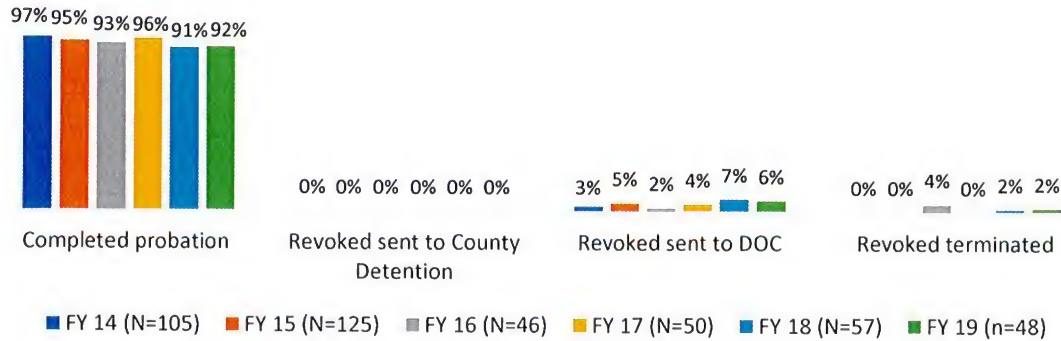 97% 95% 93% 96% 91% 92%
0% 0% 0% 0% 0% 0%
3% 5% 2% 4% 7% 6%
0% 0% 4% 0% 2% 2%
Completed probation
Revoked sent to County
Detention
Revoked sent to DOC
Revoked terminated
FY 14 (N=105) FY 15 (N=125) FY 16 (N=46) FY 17 (N=50) FY 18 (N=57) FY 19 (n=48)